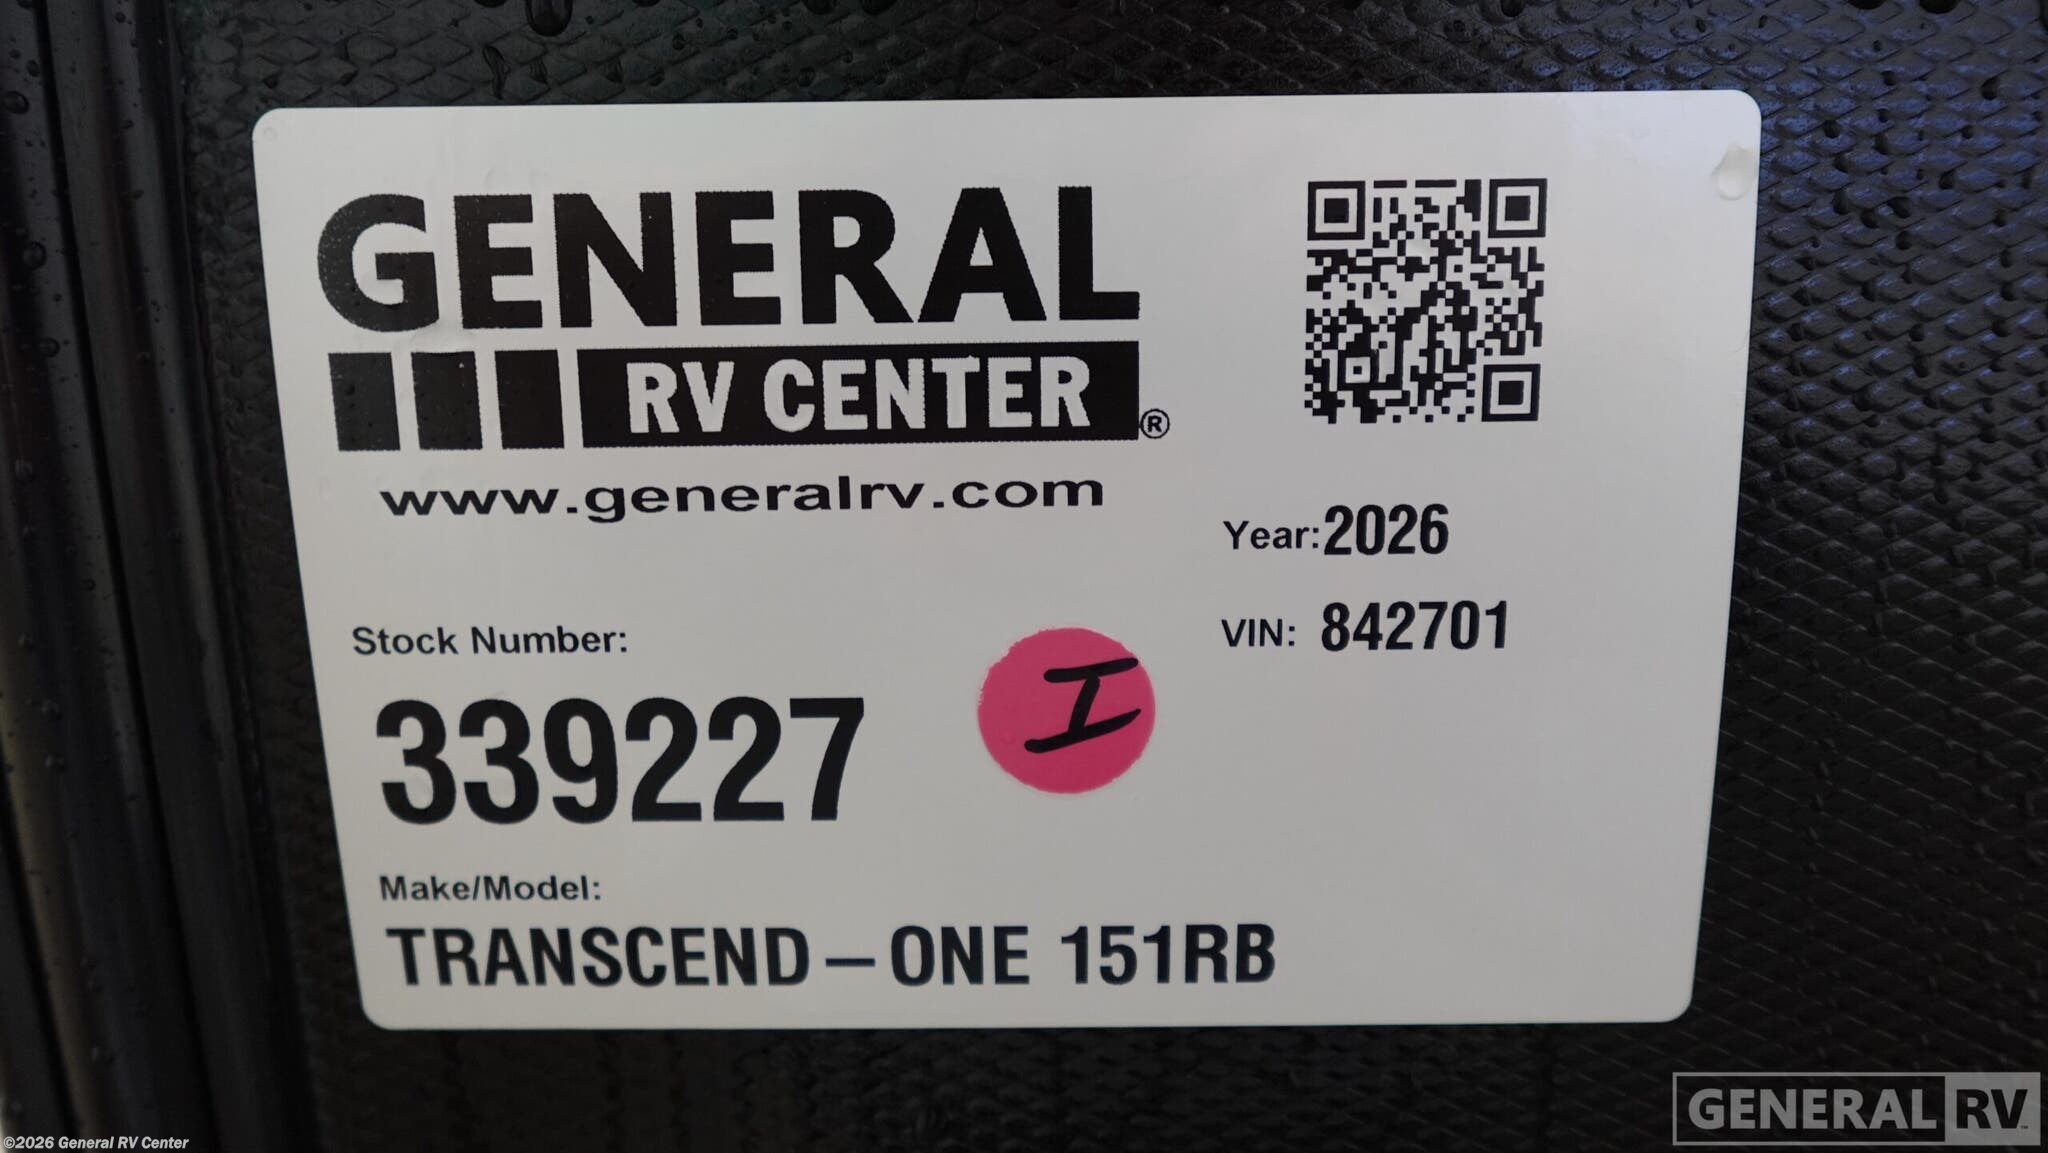 GENERAL
RV CENTER®
www.generalrv.com
Year: 2026
VIN: 842701
Stock Number:
339227
I
Make/Model:
TRANSCEND-ONE 151RB
GENERAL RV™
©2026 General RV Center